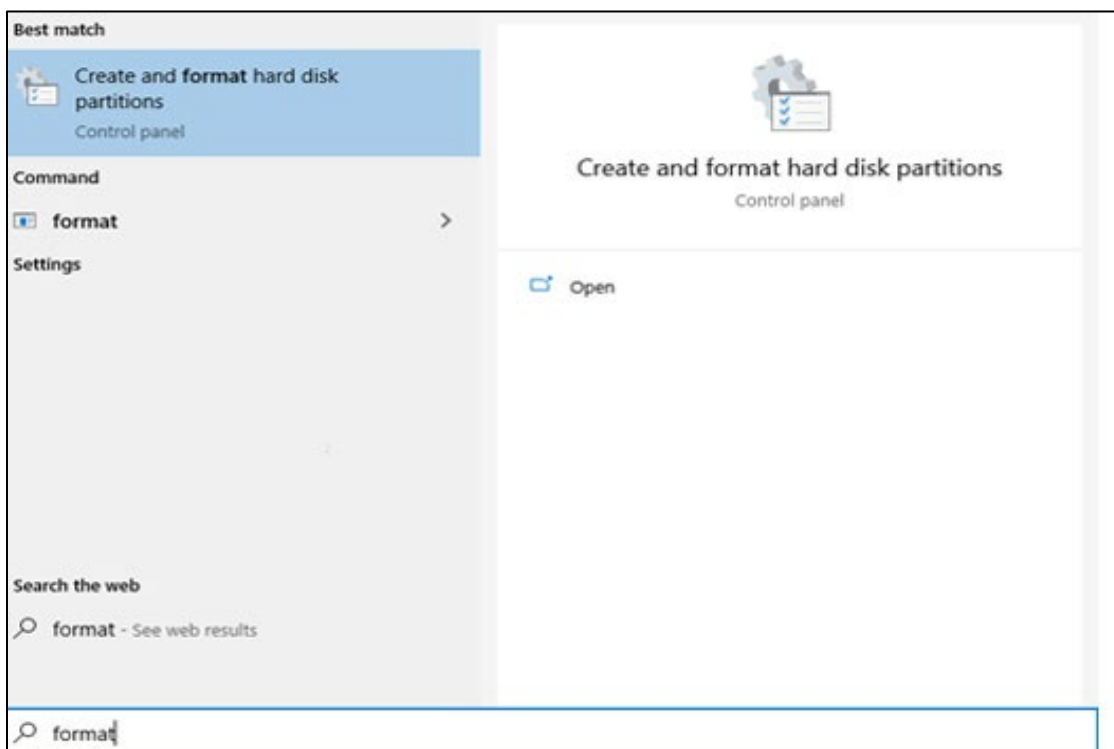 Best match
Create and format hard disk
partitions
Control panel
Command
format
Settings
Search the web
format - See web results
format
Create and format hard disk partitions
Control panel
Open